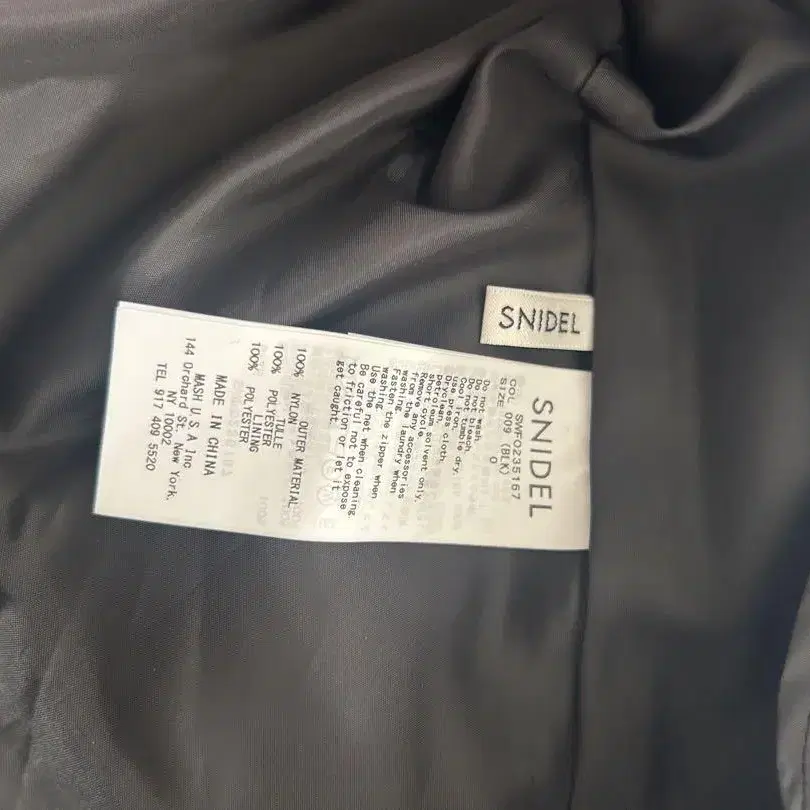 SNIDEL
SNIDEL
SWFO235167
COL 009 (BLK)
SIZE 0
Do not wash.
Do not bleach.
Do not tumble dry.
Cool iron.
Use press cloth.
Dryclean,
petroleum solvent only,
short cycle
Remove any accessories
from the laundry when
washing.
Fasten the zipper when
washing.
Use the net when cleaning.
Be careful not to expose
to friction or let it
get caught.
OUTER MATERIAL
100% NYLON
TULLE
100% POLYESTER
LINING
100% POLYESTER
MADE IN CHINA
MASH U.S.A Inc
144 Orchard St. New York,
NY 10002
TEL 917 409 5520